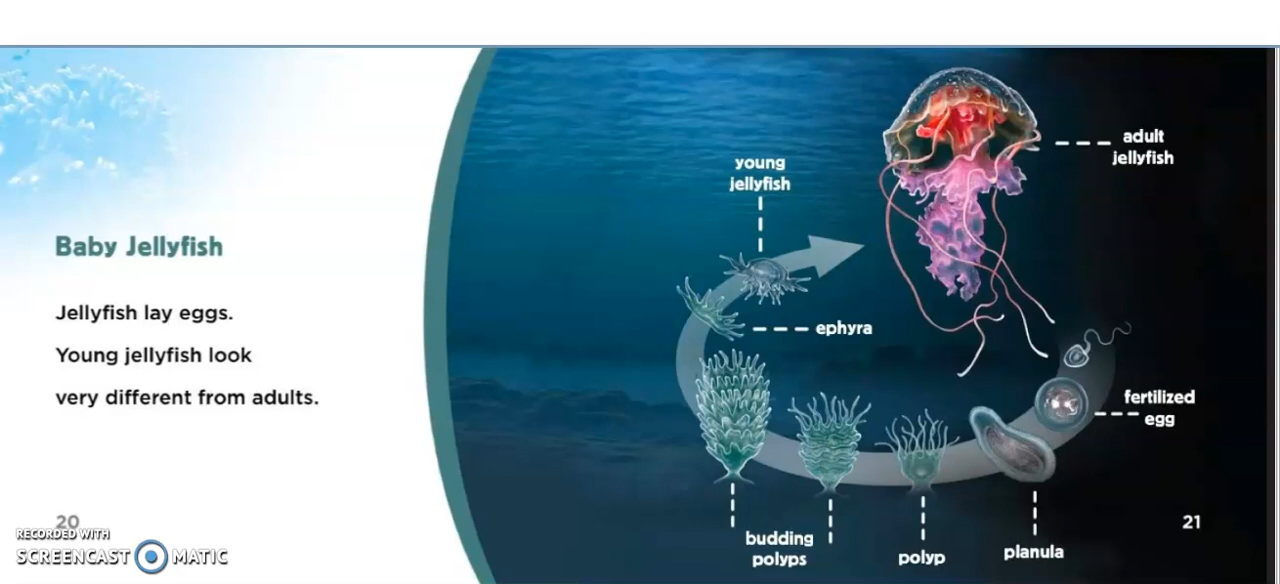 Baby Jellyfish
Jellyfish lay eggs.
Young jellyfish look
very different from adults.
20
RECORDED WITH
SCREENCAST MATIC
young
jellyfish
adult
jellyfish
ephyra
fertilized
egg
budding
polyps
polyp
planula
21